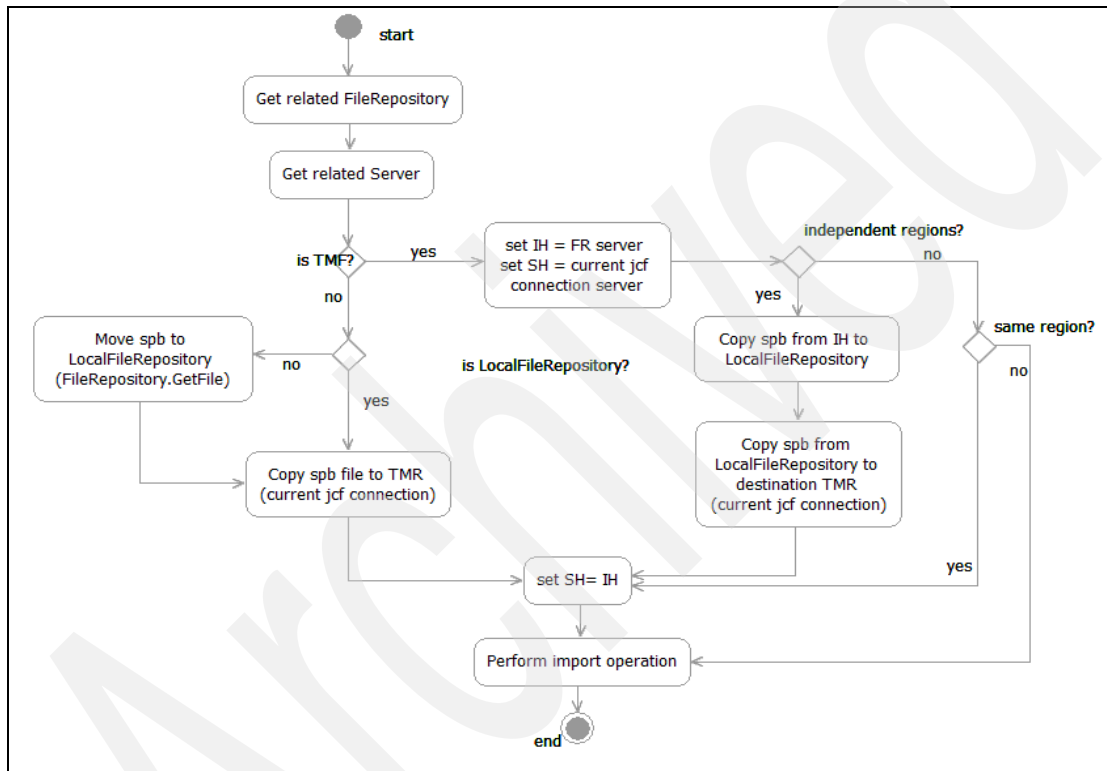 start
Get related FileRepository
Get related Server
is TMF?
yes
no
set IH = FR server
set SH = current jcf
connection server
independent regions?
no
yes
same region?
no
yes
Move spb to
LocalFileRepository
(FileRepository.GetFile)
no
is LocalFileRepository?
yes
Copy spb from IH to
LocalFileRepository
Copy spb file to TMR
(current jcf connection)
Copy spb from
LocalFileRepository to
destination TMR
(current jcf connection)
set SH= IH
Perform import operation
end
Archived